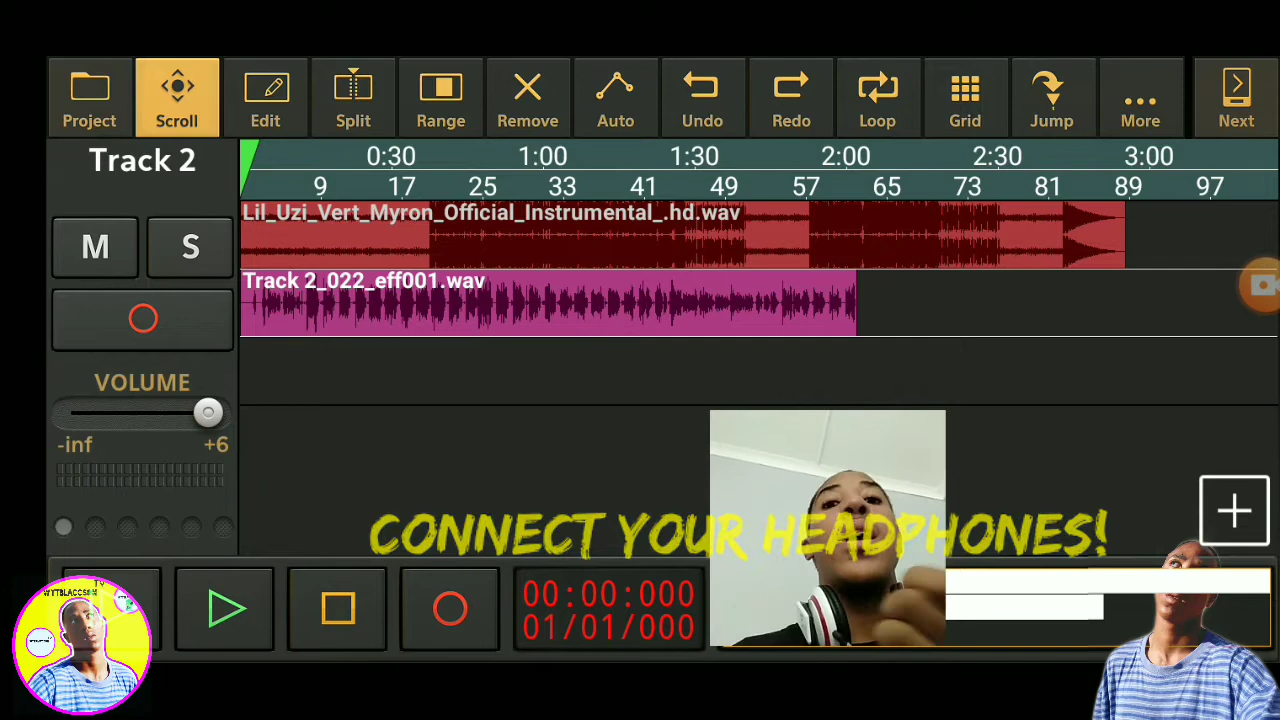 Project Scroll Edit Split Range Remove Auto Undo Redo Loop Grid Jump More Next
Track 2
0:30 1:00 1:30 2:00 2:30 3:00
9 17 25 33 41 49 57 65 73 81 89 97
M S
Lil_Uzi_Vert_Myron_Official_Instrumental_.hd.wav
Track 2_022_eff001.wav
VOLUME
-inf +6
CONNECT YOUR HEADPHONES!
00:00:000
01/01/000
WYTBLACCSON TV